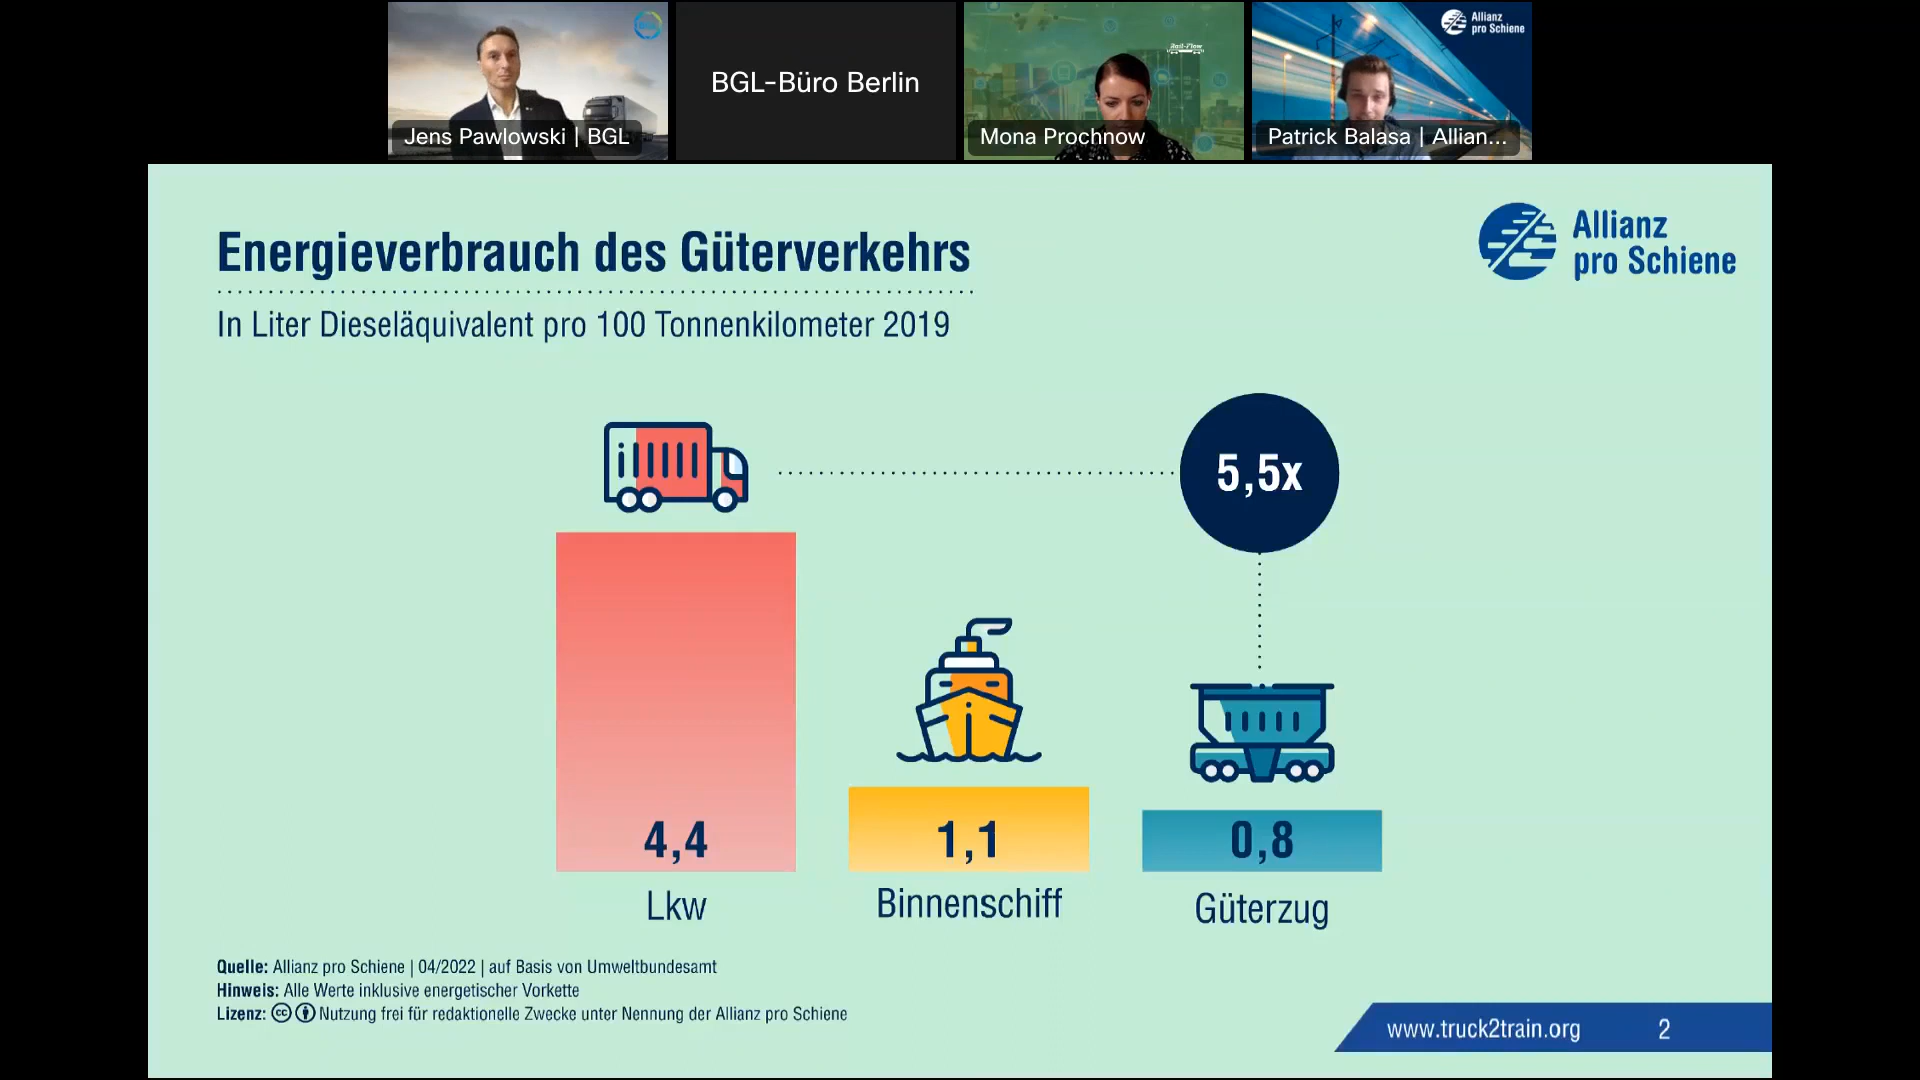 Allianz
pro Schiene
Rail-Flow
Jens Pawlowski | BGL
BGL-Büro Berlin
Mona Prochnow
Patrick Balasa | Allian...
Energieverbrauch des Güterverkehrs
In Liter Dieseläquivalent pro 100 Tonnenkilometer 2019
Allianz
pro Schiene
5,5x
4,4
1,1
0,8
Lkw
Binnenschiff
Güterzug
Quelle: Allianz pro Schiene | 04/2022 | auf Basis von Umweltbundesamt
Hinweis: Alle Werte inklusive energetischer Vorkette
Lizenz: cc Nutzung frei für redaktionelle Zwecke unter Nennung der Allianz pro Schiene
www.truck2train.org 2